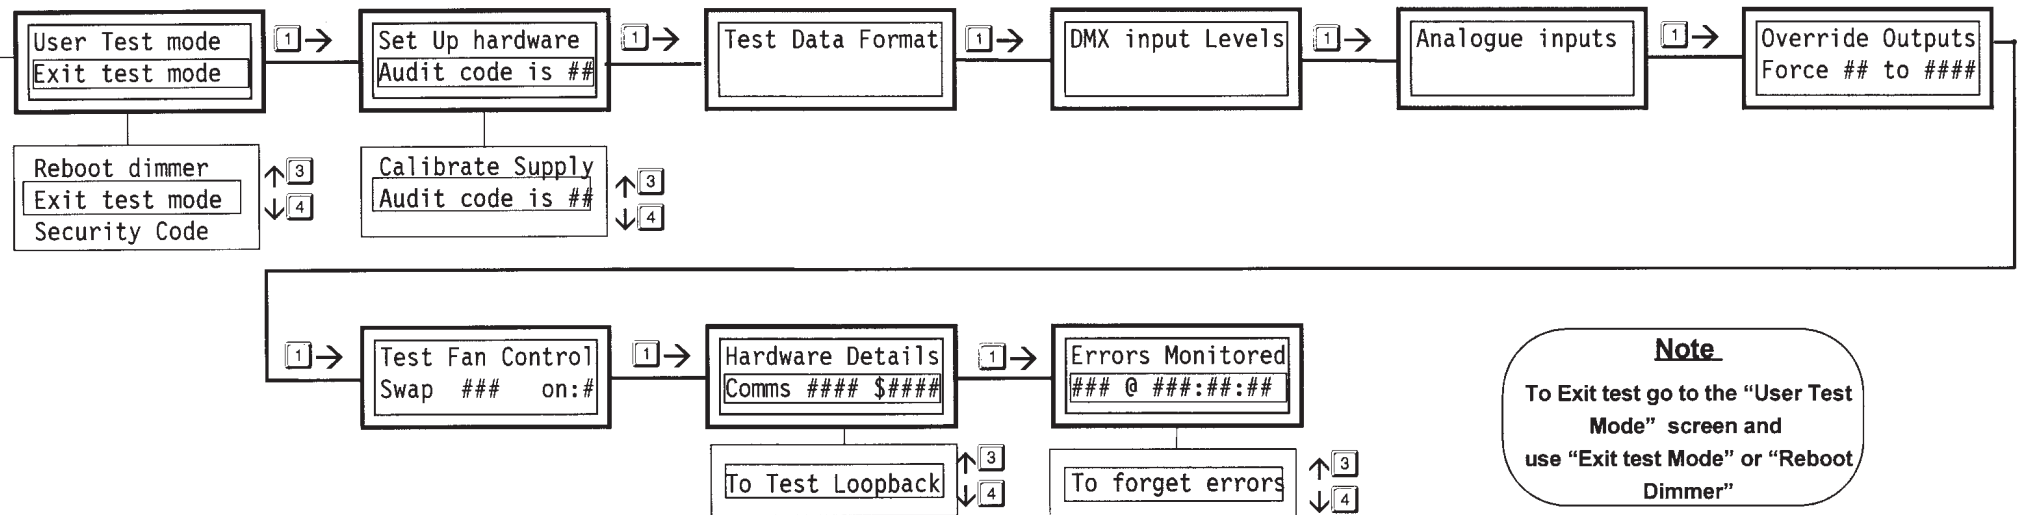 User Test mode
Exit test mode
1
Set Up hardware
Audit code is ##
1
Test Data Format
1
DMX input Levels
1
Analogue inputs
1
Override Outputs
Force ## to ####
Reboot dimmer
Exit test mode
Security Code
3
4
Calibrate Supply
Audit code is ##
3
4
1
Test Fan Control
Swap ### on:#
1
Hardware Details
Comms #### $####
1
Errors Monitored
### @ ###:##:##
To Test Loopback
3
4
To forget errors
3
4
Note
To Exit test go to the “User Test
Mode” screen and
use “Exit test Mode” or “Reboot
Dimmer”